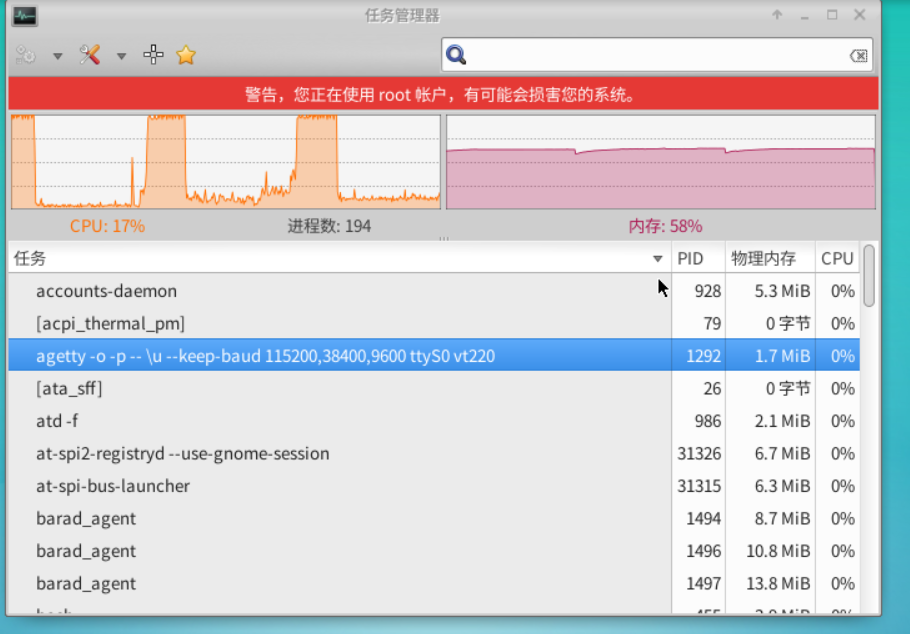 任务管理器
警告，您正在使用 root 帐户，有可能会损害您的系统。
CPU: 17% 进程数: 194 内存: 58%
任务 PID 物理内存 CPU
accounts-daemon 928 5.3 MiB 0%
[acpi_thermal_pm] 79 0 字节 0%
agetty -o -p -- \u --keep-baud 115200,38400,9600 ttyS0 vt220 1292 1.7 MiB 0%
[ata_sff] 26 0 字节 0%
atd -f 986 2.1 MiB 0%
at-spi2-registryd --use-gnome-session 31326 6.7 MiB 0%
at-spi-bus-launcher 31315 6.3 MiB 0%
barad_agent 1494 8.7 MiB 0%
barad_agent 1496 10.8 MiB 0%
barad_agent 1497 13.8 MiB 0%